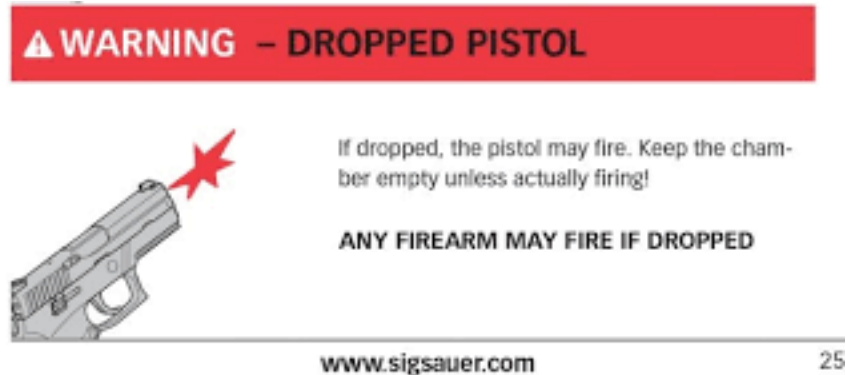 WARNING – DROPPED PISTOL
If dropped, the pistol may fire. Keep the cham-
ber empty unless actually firing!
ANY FIREARM MAY FIRE IF DROPPED
www.sigsauer.com
25